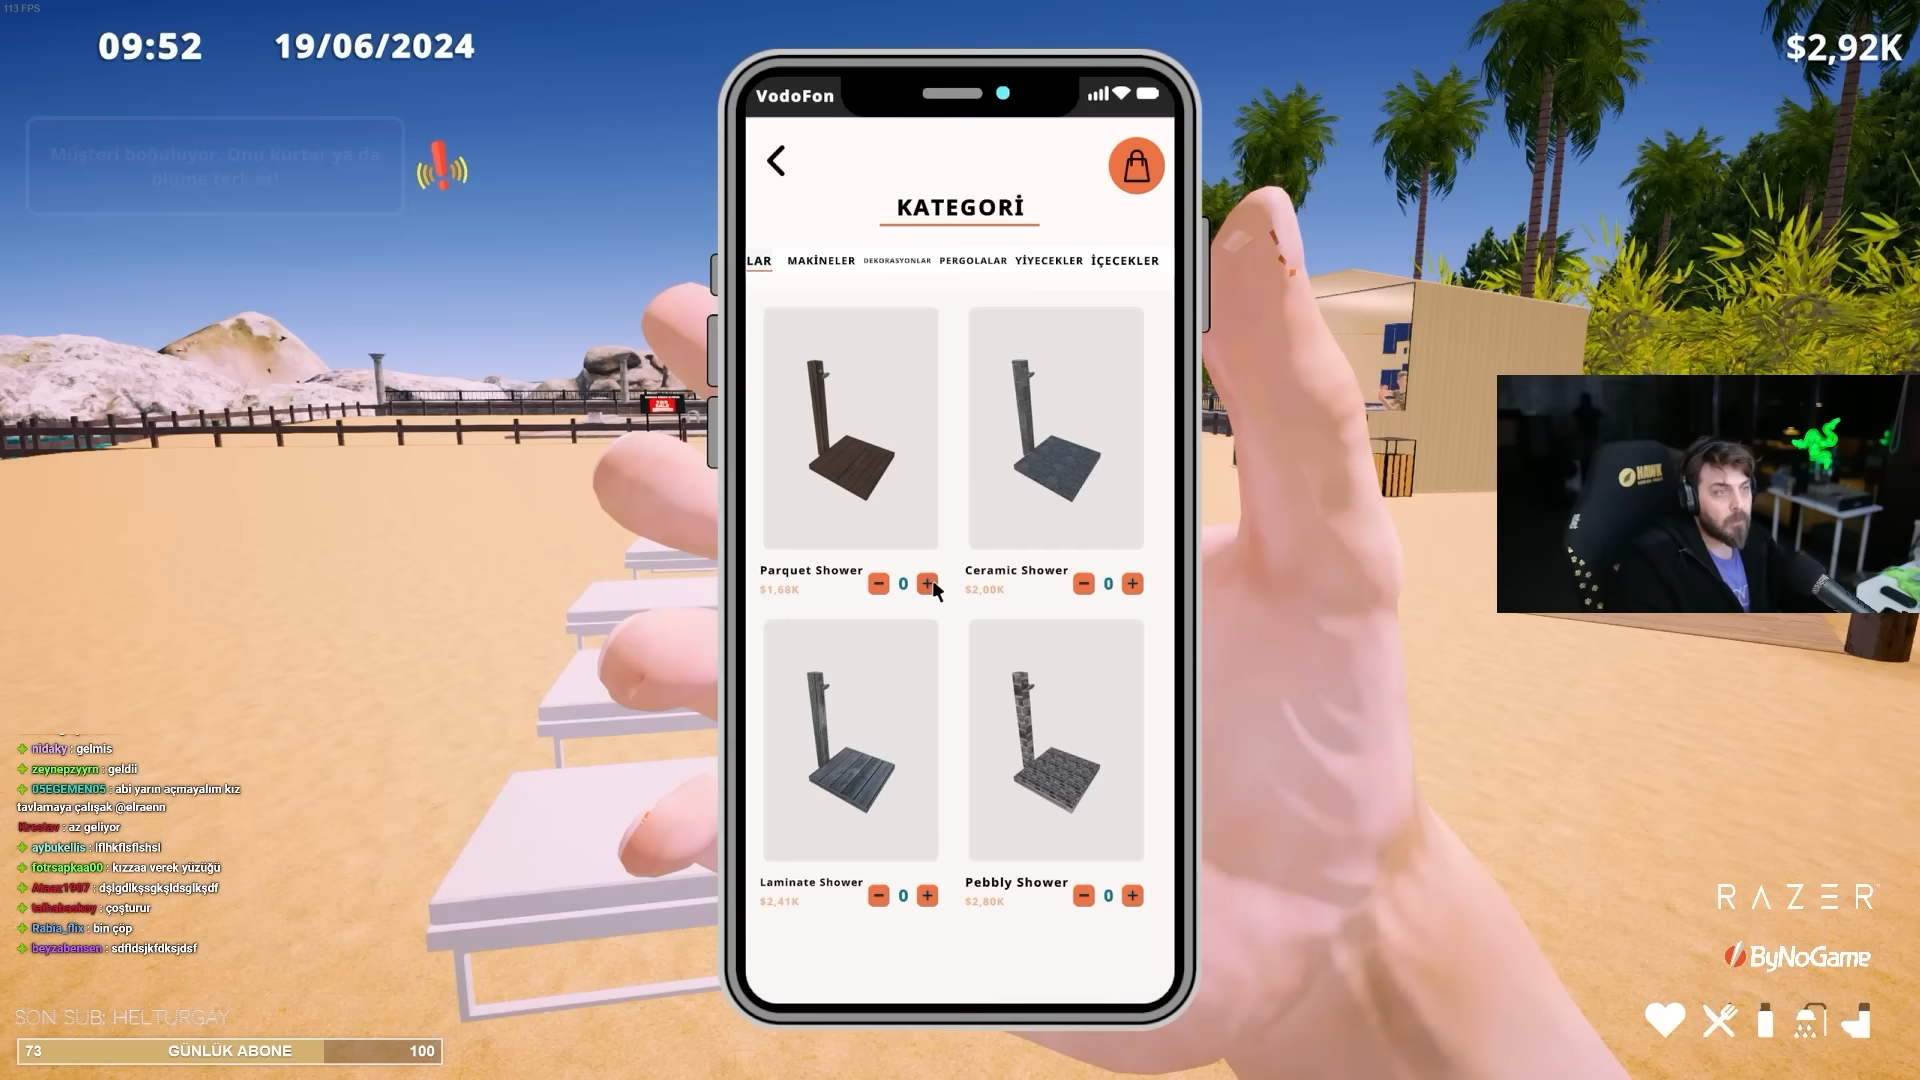 113 FPS
09:52
19/06/2024
$2,92K
Müşteri boğuluyor. Onu kurtar ya da
ölüme terk et!
VodoFon
KATEGORİ
LAR MAKİNELER DEKORASYONLAR PERGOLALAR YİYECEKLER İÇECEKLER
Parquet Shower
$1,68K
- 0 +
Ceramic Shower
$2,00K
- 0 +
Laminate Shower
$2,41K
- 0 +
Pebbly Shower
$2,80K
- 0 +
HAWK
nidaky : gelmis
zeynepzyyrn : geldii
05EGEMEN05 : abi yarın açmayalım kız
tavlamaya çalışak @elraenn
Krestav : az geliyor
aybukellis : lflhkflsflshsl
fotrsapkaa00 : kızzaa verek yüzüğü
Ataaz1907 : dşlgdlkşsgkşldsglkşdf
talhabaskoy : çoşturur
Rabia_flix : bin çöp
beyzabensen : sdfldsjkfdksjdsf
SON SUB: HELTURGAY
73 GÜNLÜK ABONE 100
RAZER
ByNoGame